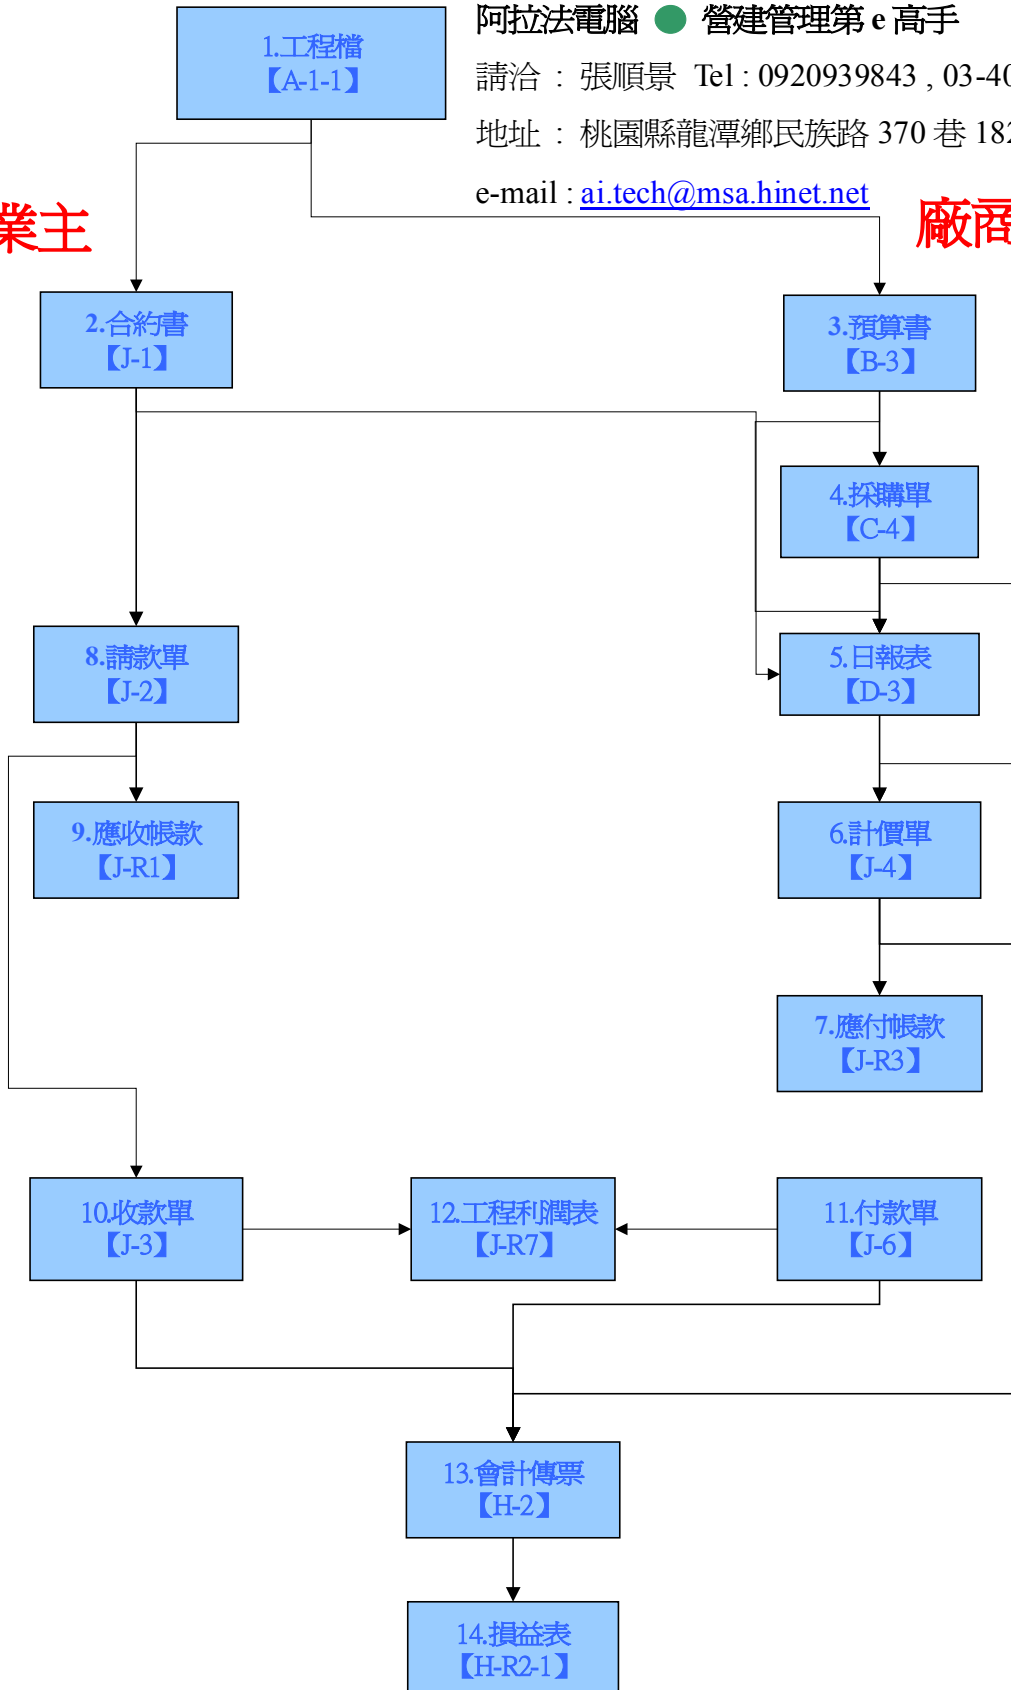 阿拉法電腦 ● 營建管理第 e 高手
請洽 : 張順景 Tel : 0920939843 , 03-40
地址 : 桃園縣龍潭鄉民族路 370 巷 182
e-mail : ai.tech@msa.hinet.net
1.工程檔
【A-1-1】
業主
廠商
2.合約書
【J-1】
3.預算書
【B-3】
4.採購單
【C-4】
8.請款單
【J-2】
5.日報表
【D-3】
9.應收帳款
【J-R1】
6.計價單
【J-4】
7.應付帳款
【J-R3】
10.收款單
【J-3】
12.工程利潤表
【J-R7】
11.付款單
【J-6】
13.會計傳票
【H-2】
14.損益表
【H-R2-1】